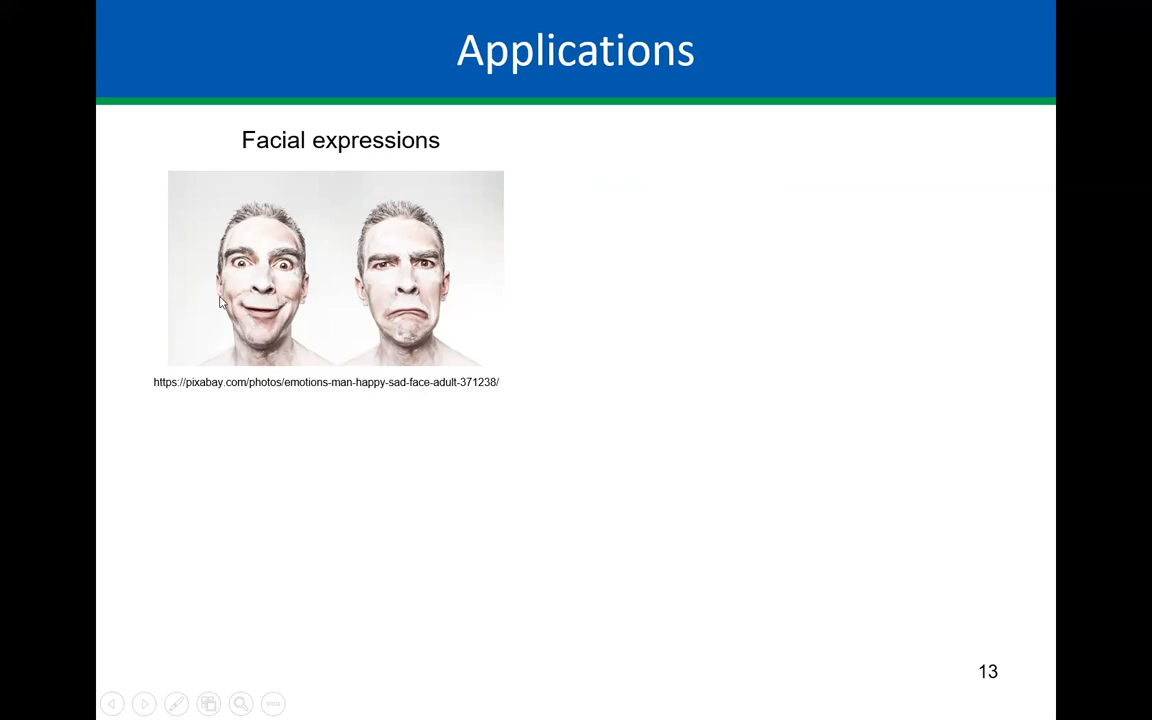 Applications
Facial expressions
https://pixabay.com/photos/emotions-man-happy-sad-face-adult-371238/
13